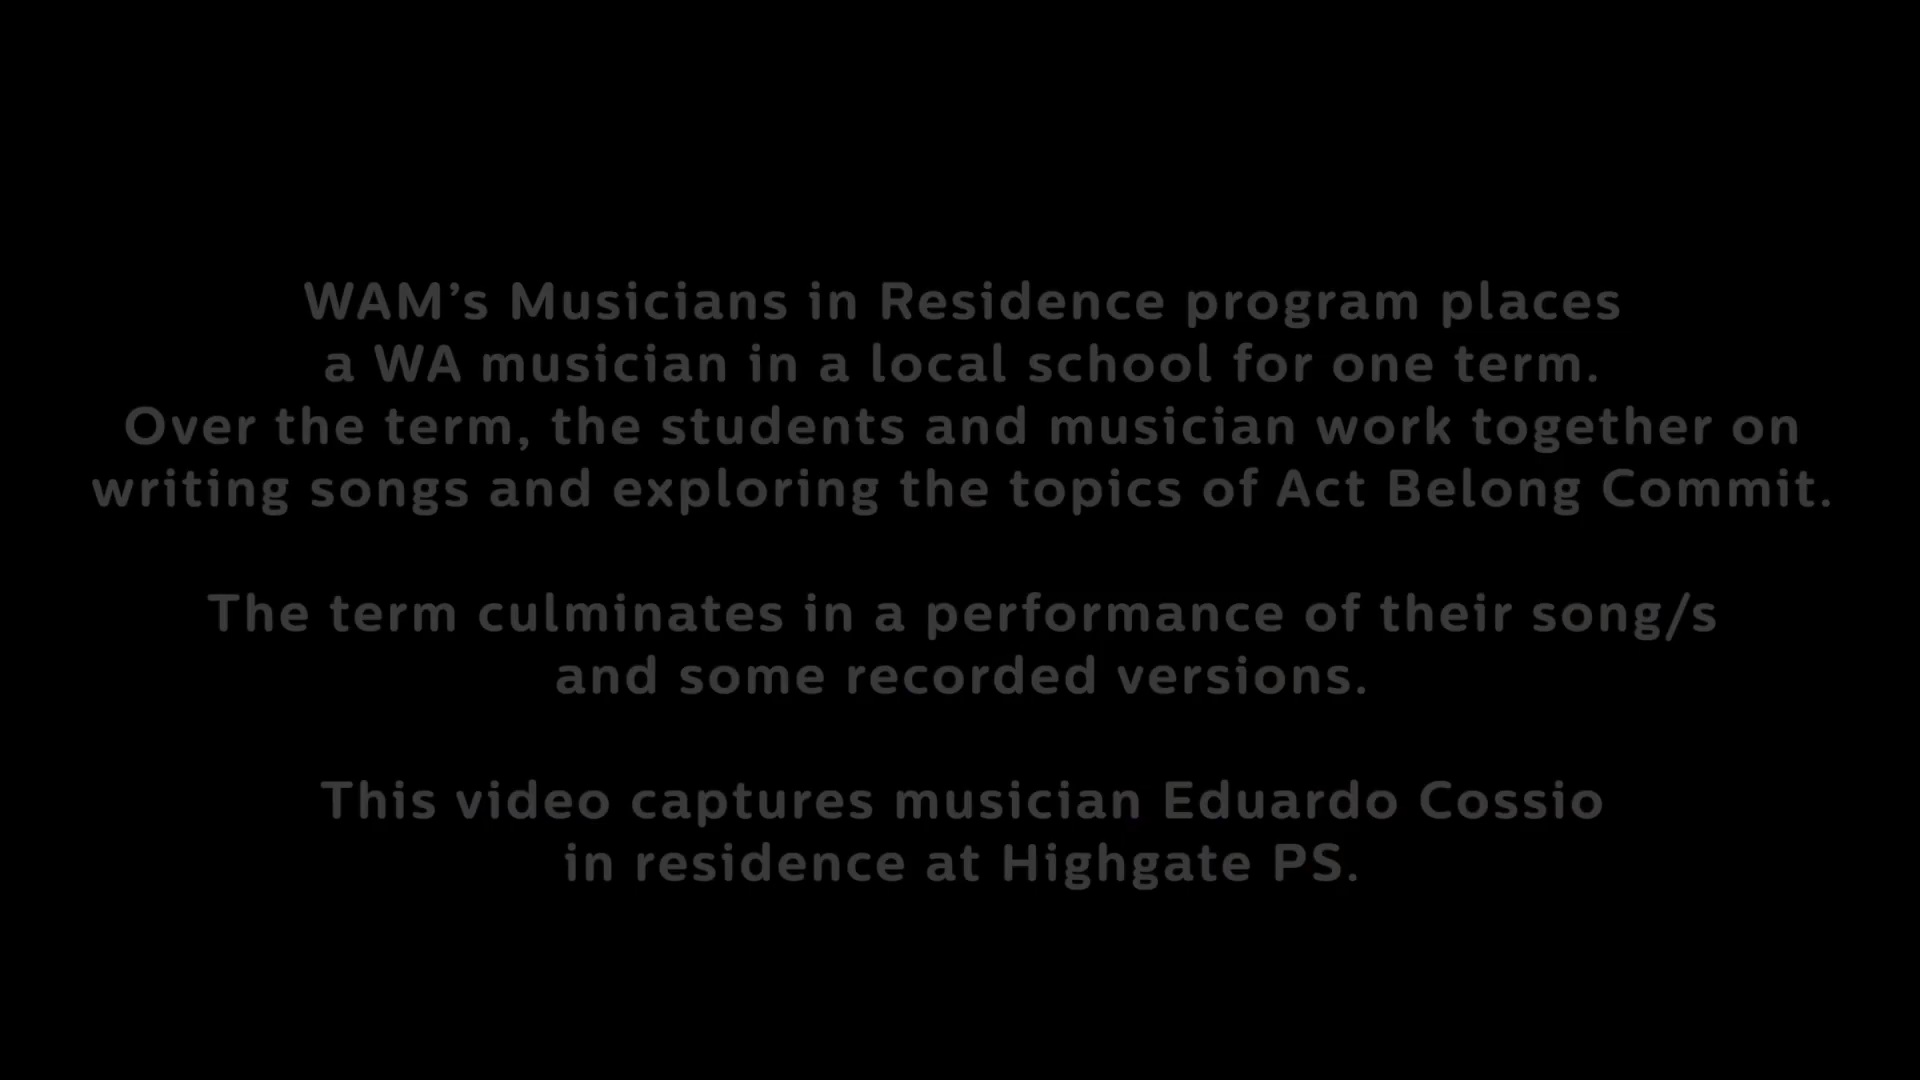 WAM’s Musicians in Residence program places
a WA musician in a local school for one term.
Over the term, the students and musician work together on
writing songs and exploring the topics of Act Belong Commit.
The term culminates in a performance of their song/s
and some recorded versions.
This video captures musician Eduardo Cossio
in residence at Highgate PS.